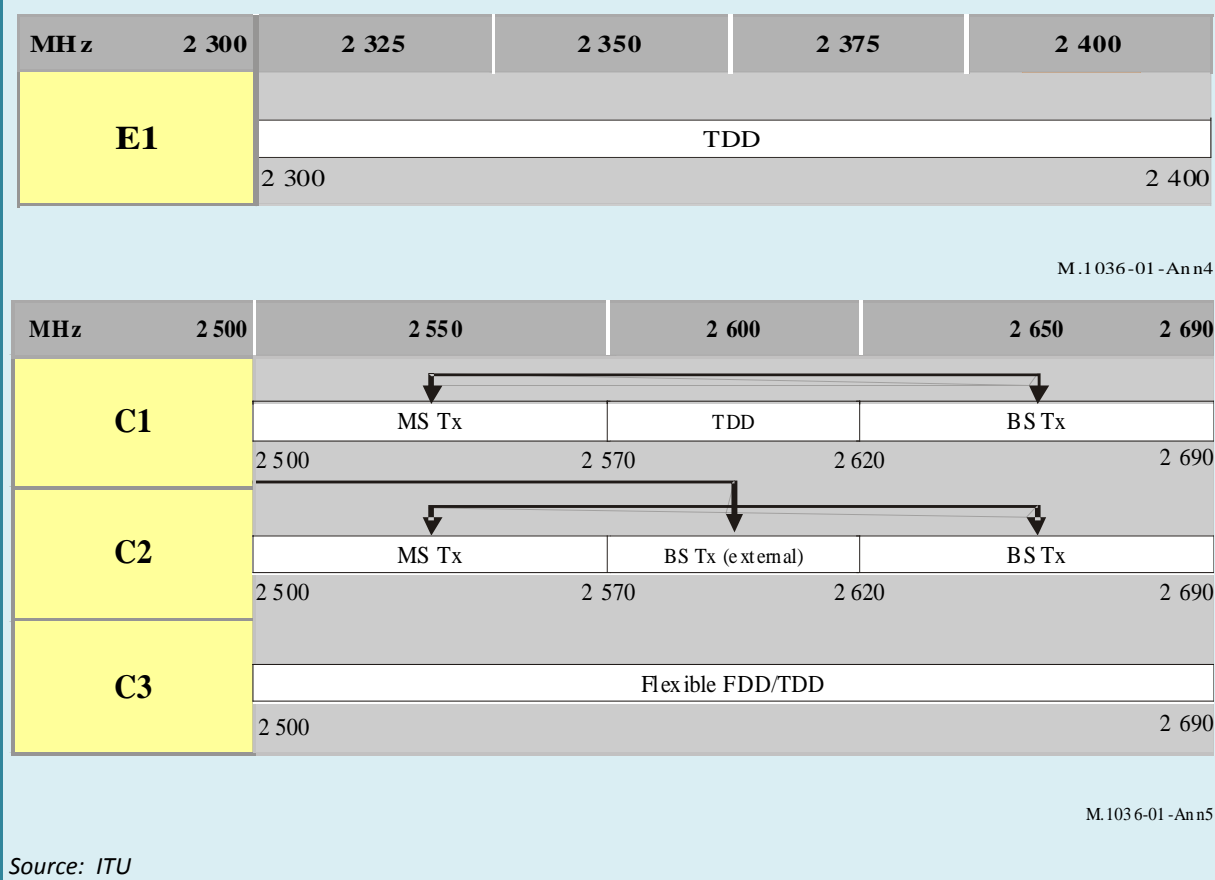 MHz 2 300 2 325 2 350 2 375 2 400
E1
TDD
2 300 2 400
M.1036-01-Ann4
MHz 2 500 2 550 2 600 2 650 2 690
C1
MS Tx TDD BS Tx
2 500 2 570 2 620 2 690
C2
MS Tx BS Tx (external) BS Tx
2 500 2 570 2 620 2 690
C3
Flexible FDD/TDD
2 500 2 690
M.1036-01-Ann5
Source: ITU